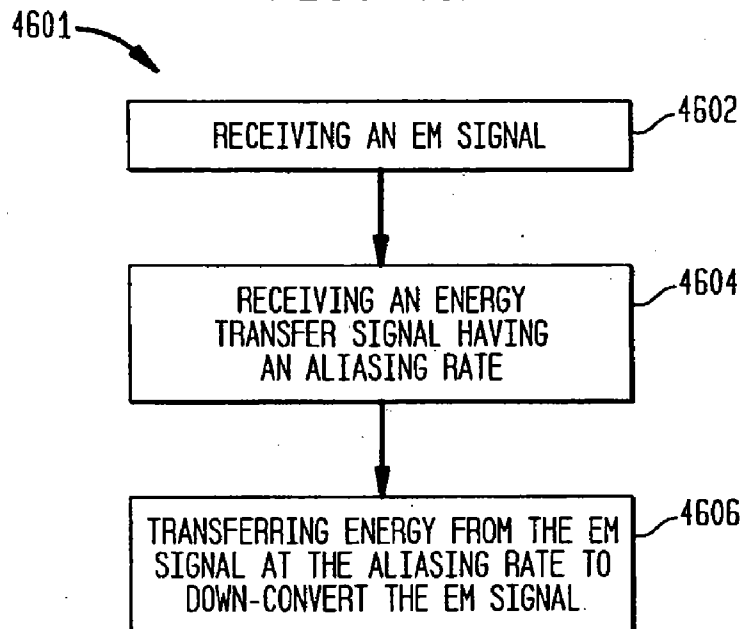 4601
RECEIVING AN EM SIGNAL
4602
RECEIVING AN ENERGY
TRANSFER SIGNAL HAVING
AN ALIASING RATE
4604
TRANSFERRING ENERGY FROM THE EM
SIGNAL AT THE ALIASING RATE TO
DOWN-CONVERT THE EM SIGNAL
4606